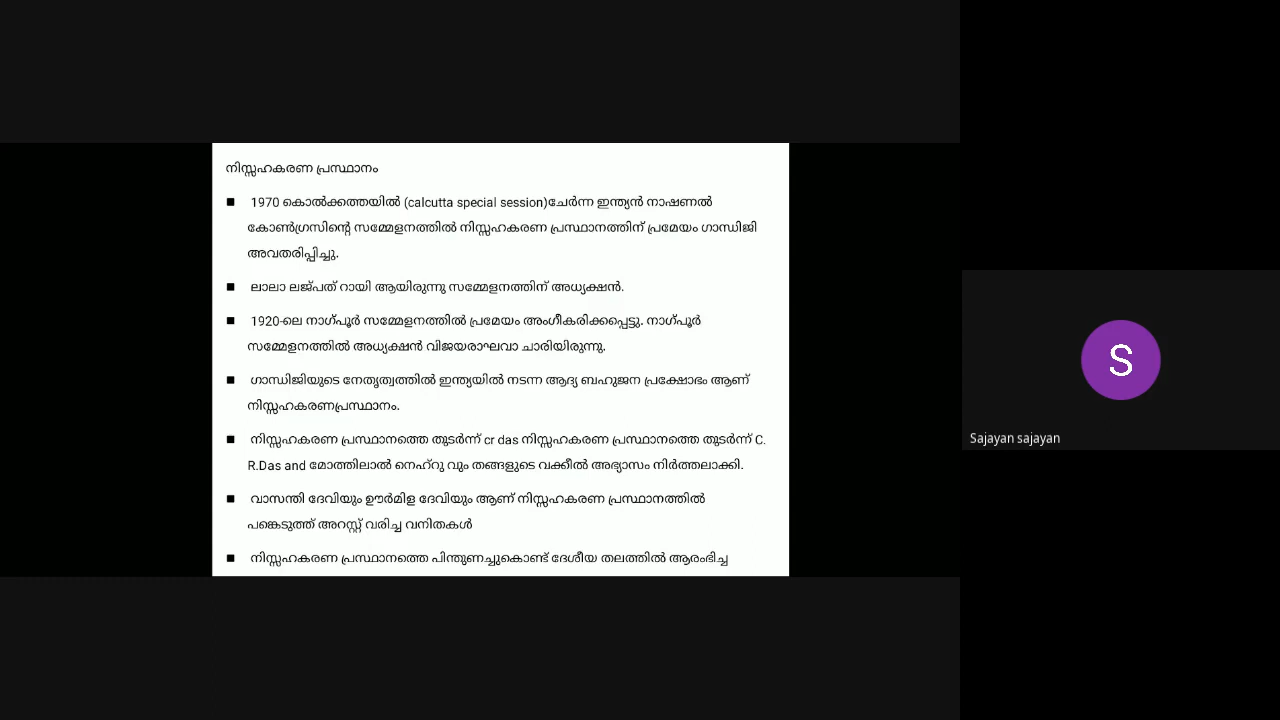 നിസ്സഹകരണ പ്രസ്ഥാനം
■ 1970 കൊൽക്കത്തയിൽ (calcutta special session)ചേർന്ന ഇന്ത്യൻ നാഷണൽ
കോൺഗ്രസിന്റെ സമ്മേളനത്തിൽ നിസ്സഹകരണ പ്രസ്ഥാനത്തിന് പ്രമേയം ഗാന്ധിജി
അവതരിപ്പിച്ചു.
■ ലാലാ ലജ്പത് റായി ആയിരുന്നു സമ്മേളനത്തിന് അധ്യക്ഷൻ.
■ 1920-ലെ നാഗ്പൂർ സമ്മേളനത്തിൽ പ്രമേയം അംഗീകരിക്കപ്പെട്ടു. നാഗ്പൂർ
സമ്മേളനത്തിൽ അധ്യക്ഷൻ വിജയരാഘവാ ചാരിയിരുന്നു.
■ ഗാന്ധിജിയുടെ നേതൃത്വത്തിൽ ഇന്ത്യയിൽ നടന്ന ആദ്യ ബഹുജന പ്രക്ഷോഭം ആണ്
നിസ്സഹകരണപ്രസ്ഥാനം.
■ നിസ്സഹകരണ പ്രസ്ഥാനത്തെ തുടർന്ന് cr das നിസ്സഹകരണ പ്രസ്ഥാനത്തെ തുടർന്ന് C.
R.Das and മോത്തിലാൽ നെഹ്റു വും തങ്ങളുടെ വക്കീൽ അഭ്യാസം നിർത്തലാക്കി.
■ വാസന്തി ദേവിയും ഊർമിള ദേവിയും ആണ് നിസ്സഹകരണ പ്രസ്ഥാനത്തിൽ
പങ്കെടുത്ത് അറസ്റ്റ് വരിച്ച വനിതകൾ
■ നിസ്സഹകരണ പ്രസ്ഥാനത്തെ പിന്തുണച്ചുകൊണ്ട് ദേശീയ തലത്തിൽ ആരംഭിച്ച
S
Sajayan sajayan